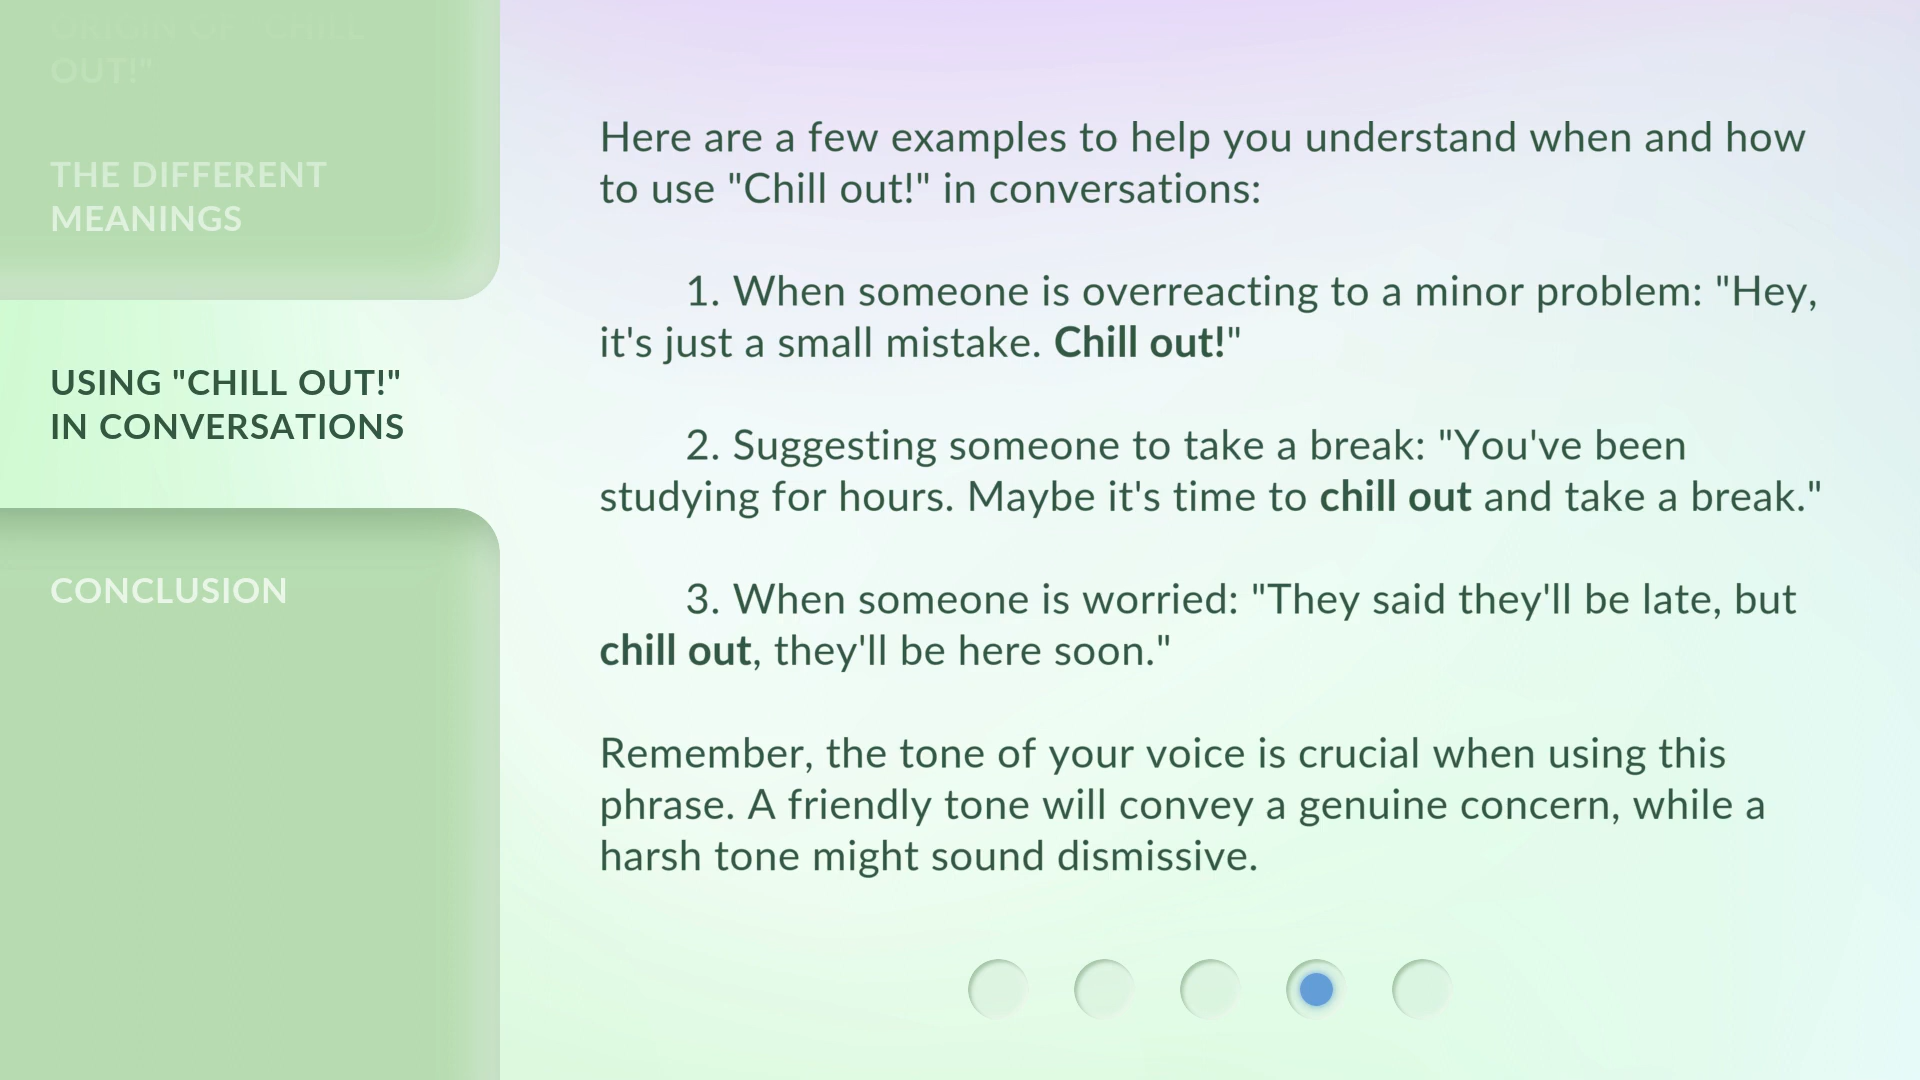 ORIGIN OF "CHILL
OUT!"
THE DIFFERENT
MEANINGS
USING "CHILL OUT!"
IN CONVERSATIONS
CONCLUSION
Here are a few examples to help you understand when and how
to use "Chill out!" in conversations:
1. When someone is overreacting to a minor problem: "Hey,
it's just a small mistake. Chill out!"
2. Suggesting someone to take a break: "You've been
studying for hours. Maybe it's time to chill out and take a break."
3. When someone is worried: "They said they'll be late, but
chill out, they'll be here soon."
Remember, the tone of your voice is crucial when using this
phrase. A friendly tone will convey a genuine concern, while a
harsh tone might sound dismissive.